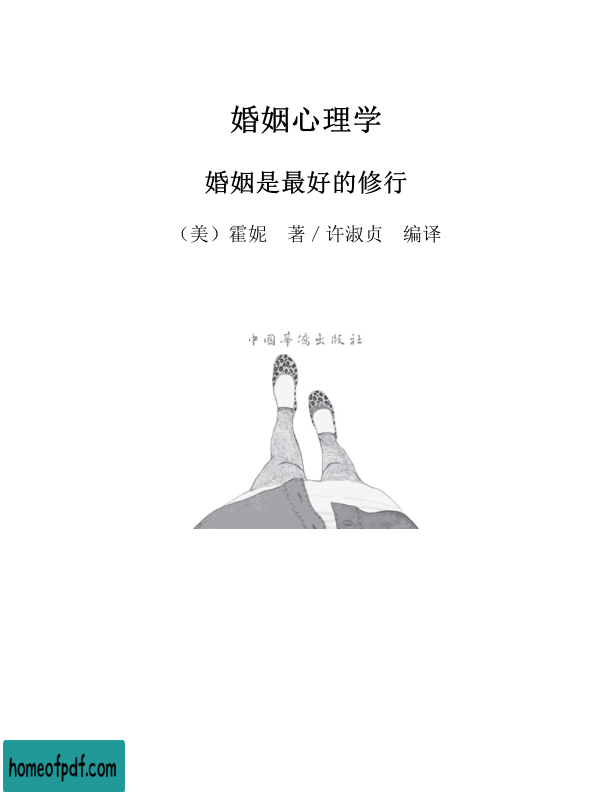 婚姻心理学
婚姻是最好的修行
（美）霍妮　著／许淑贞　编译
中国华侨出版社
homeofpdf.com